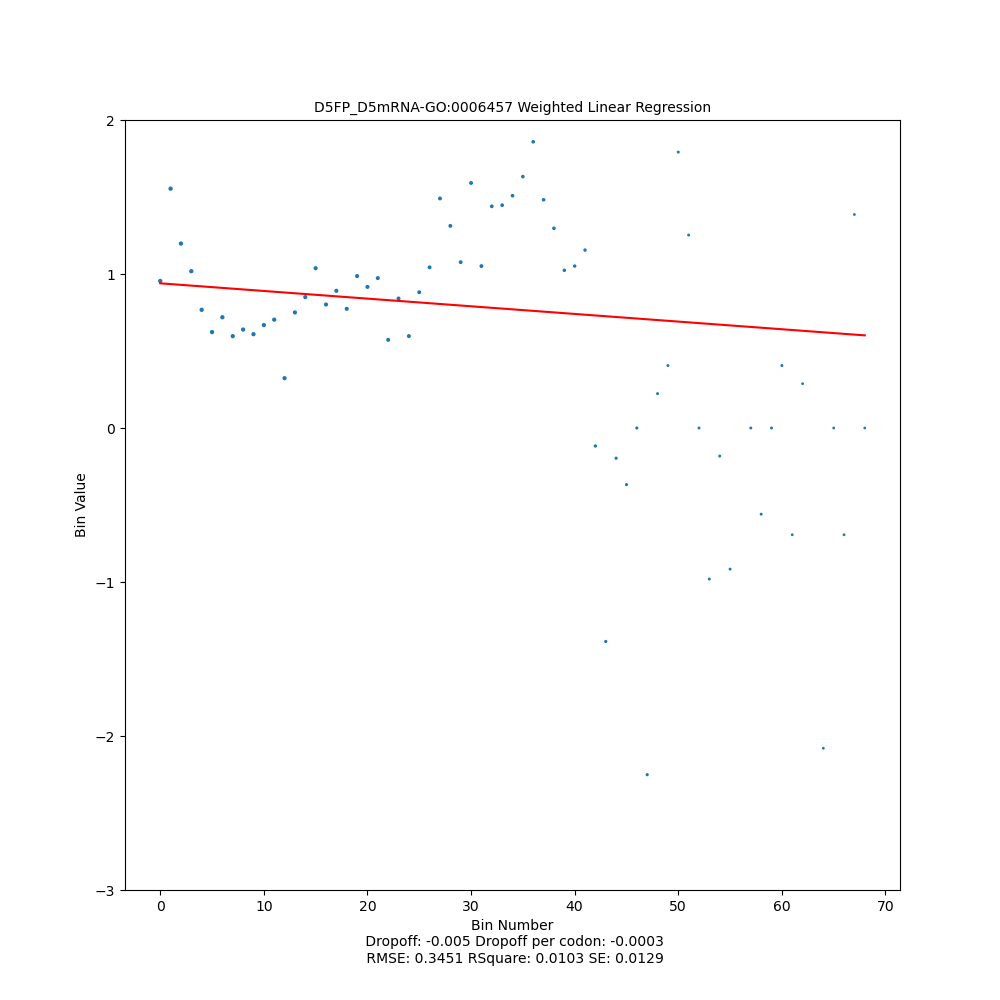 D5FP_D5mRNA-GO:0006457 Weighted Linear Regression
2
1
0
−1
−2
−3
Bin Value
0 10 20 30 40 50 60 70
Bin Number
Dropoff: -0.005 Dropoff per codon: -0.0003
RMSE: 0.3451 RSquare: 0.0103 SE: 0.0129